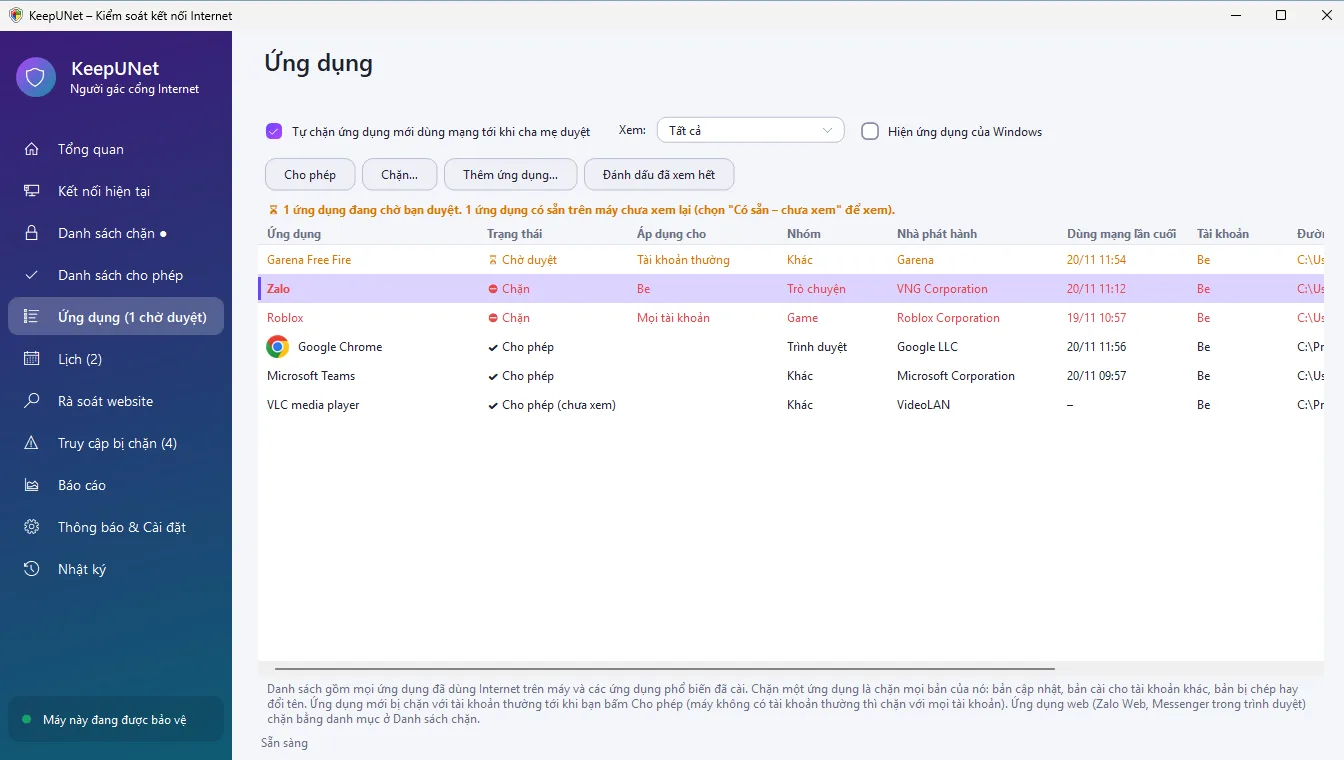 KeepUNet – Kiểm soát kết nối Internet
KeepUNet
Người gác cổng Internet
Tổng quan
Kết nối hiện tại
Danh sách chặn ●
Danh sách cho phép
Ứng dụng (1 chờ duyệt)
Lịch (2)
Rà soát website
Truy cập bị chặn (4)
Báo cáo
Thông báo & Cài đặt
Nhật ký
Máy này đang được bảo vệ
Ứng dụng
Tự chặn ứng dụng mới dùng mạng tới khi cha mẹ duyệt Xem: Tất cả Hiện ứng dụng của Windows
Cho phép Chặn... Thêm ứng dụng... Đánh dấu đã xem hết
1 ứng dụng đang chờ bạn duyệt. 1 ứng dụng có sẵn trên máy chưa xem lại (chọn "Có sẵn – chưa xem" để xem).
Ứng dụng Trạng thái Áp dụng cho Nhóm Nhà phát hành Dùng mạng lần cuối Tài khoản Đườn
Garena Free Fire Chờ duyệt Tài khoản thường Khác Garena 20/11 11:54 Be C:\Us
Zalo Chặn Be Trò chuyện VNG Corporation 20/11 11:12 Be C:\Us
Roblox Chặn Mọi tài khoản Game Roblox Corporation 19/11 10:57 Be C:\Us
Google Chrome Cho phép Trình duyệt Google LLC 20/11 11:56 Be C:\Pr
Microsoft Teams Cho phép Khác Microsoft Corporation 20/11 09:57 Be C:\Us
VLC media player Cho phép (chưa xem) Khác VideoLAN – Be C:\Pr
Danh sách gồm mọi ứng dụng đã dùng Internet trên máy và các ứng dụng phổ biến đã cài. Chặn một ứng dụng là chặn mọi bản của nó: bản cập nhật, bản cài cho tài khoản khác, bản bị chép hay
đổi tên. Ứng dụng mới bị chặn với tài khoản thường tới khi bạn bấm Cho phép (máy không có tài khoản thường thì chặn với mọi tài khoản). Ứng dụng web (Zalo Web, Messenger trong trình duyệt)
chặn bằng danh mục ở Danh sách chặn.
Sẵn sàng